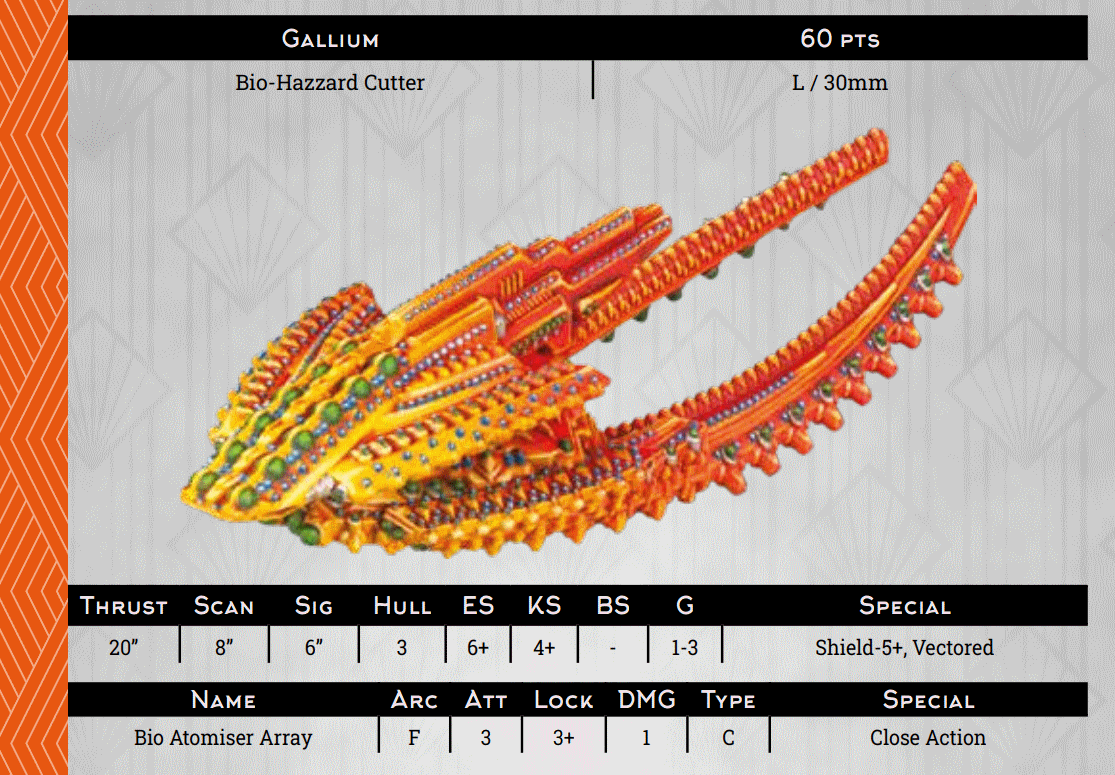 Gallium 60 pts
Bio-Hazzard Cutter L / 30mm
Thrust Scan Sig Hull ES KS BS G Special
20” 8” 6” 3 6+ 4+ - 1-3 Shield-5+, Vectored
Name Arc Att Lock DMG Type Special
Bio Atomiser Array F 3 3+ 1 C Close Action